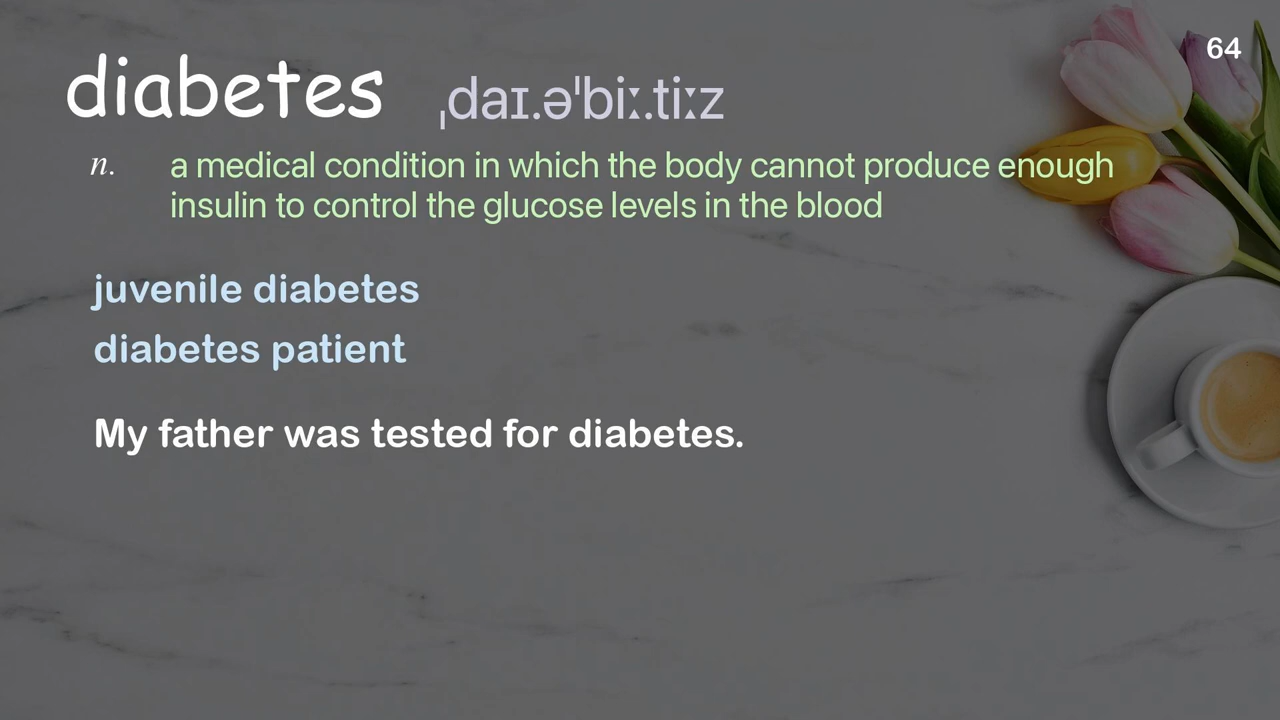 64
diabetes ˌdaɪ.əˈbiː.tiːz
n. a medical condition in which the body cannot produce enough
insulin to control the glucose levels in the blood
juvenile diabetes
diabetes patient
My father was tested for diabetes.